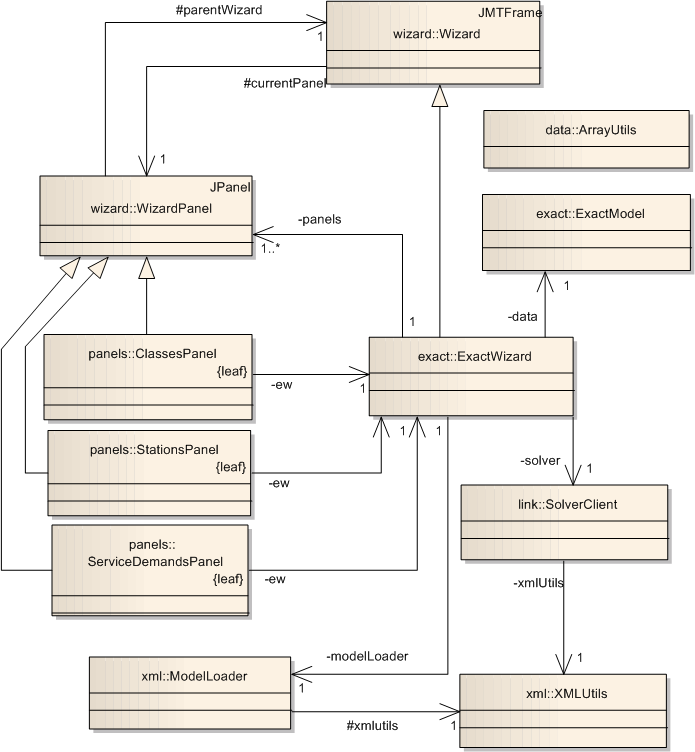 #parentWizard
JMTFrame
wizard::Wizard
1
#currentPanel
1
data::ArrayUtils
JPanel
wizard::WizardPanel
-panels
1..*
exact::ExactModel
1
-data
1
panels::ClassesPanel
{leaf}
-ew
1
exact::ExactWizard
panels::StationsPanel
{leaf}
-ew
1
1
-solver
1
link::SolverClient
panels::
ServiceDemandsPanel
{leaf}
-ew
-xmlUtils
1
-modelLoader
1
xml::ModelLoader
#xmlutils
1
xml::XMLUtils